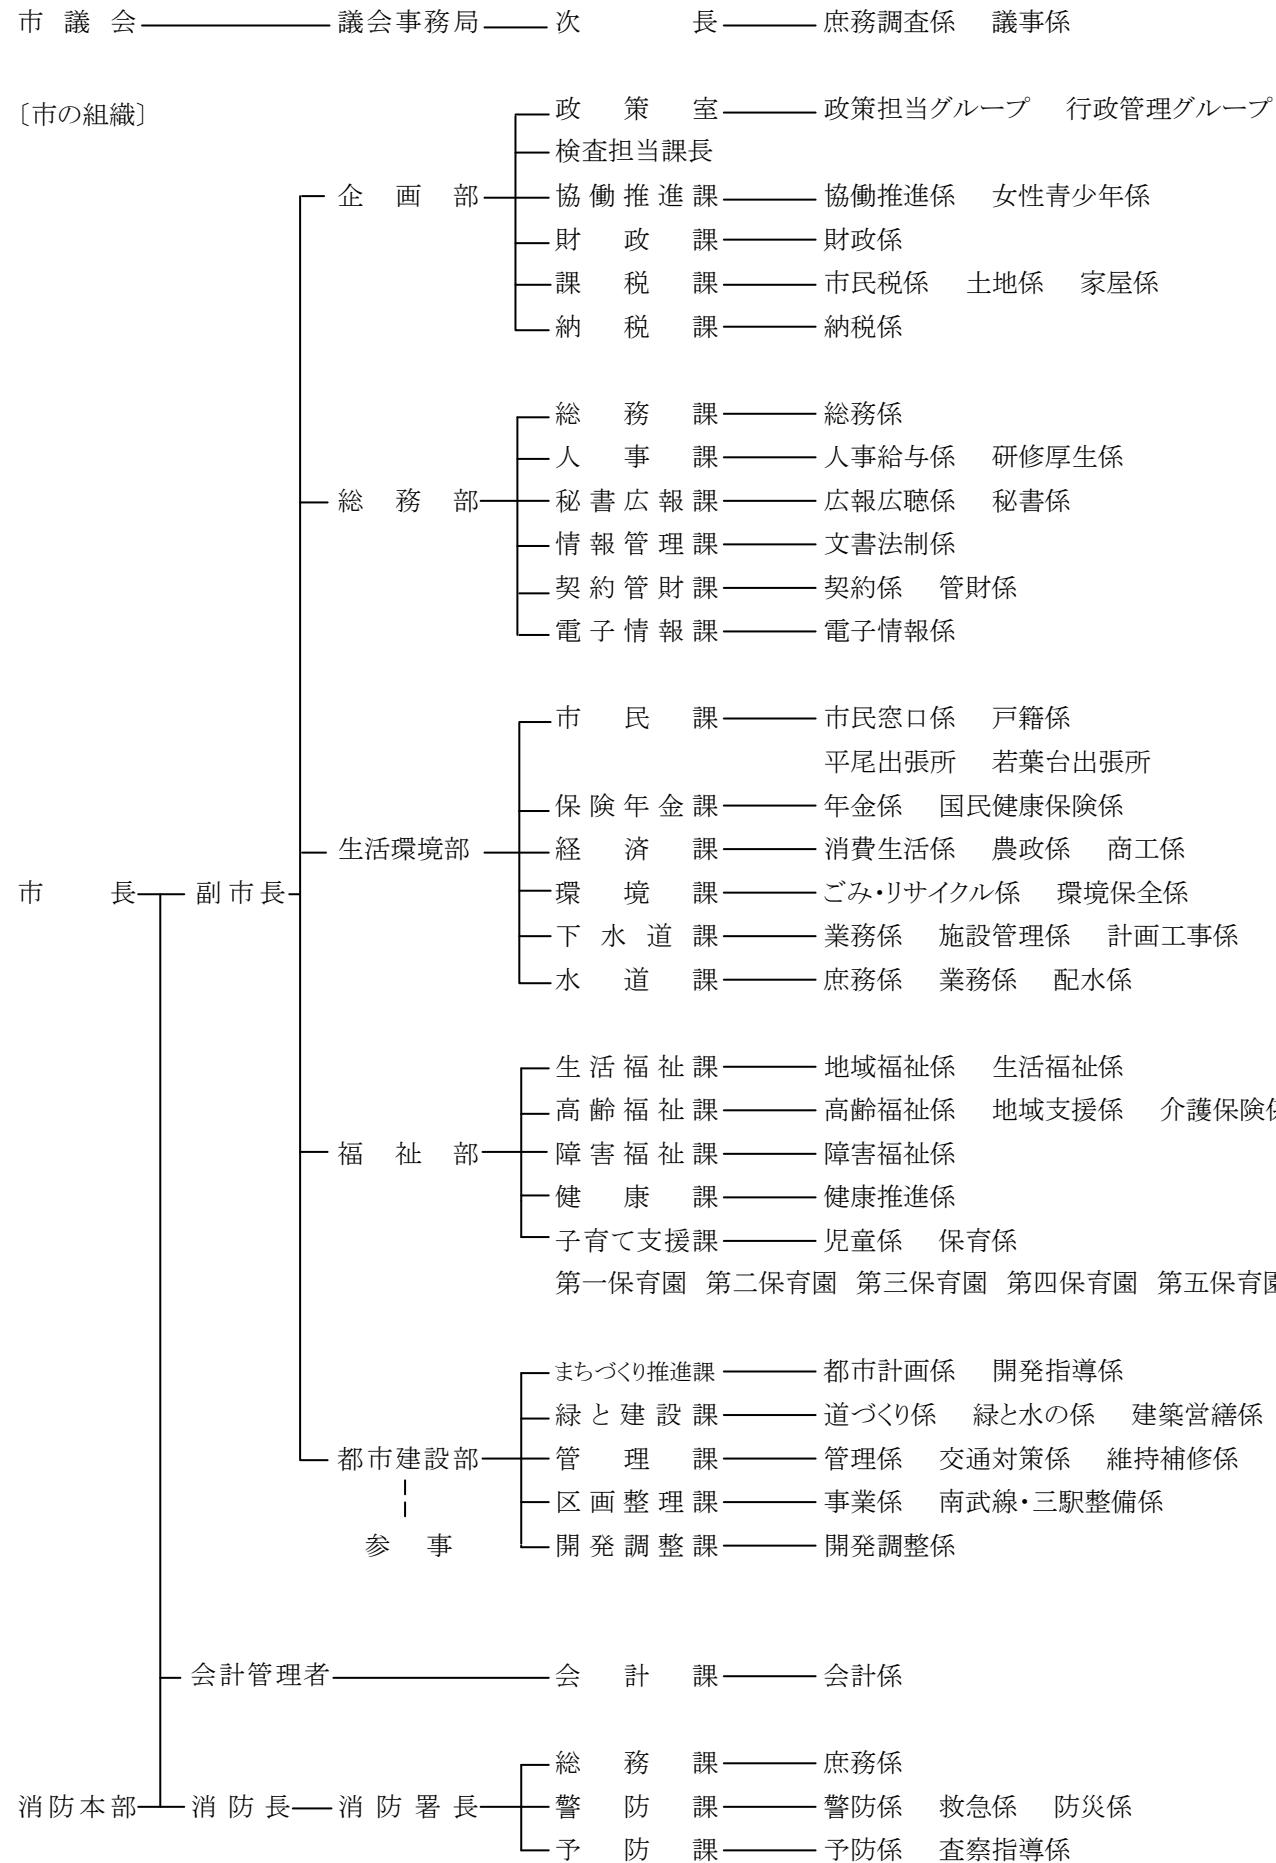 市議会 議会事務局 次長 庶務調査係 議事係
〔市の組織〕
政策室 政策担当グループ 行政管理グループ
検査担当課長
企画部 協働推進課 協働推進係 女性青少年係
財政課 財政係
課税課 市民税係 土地係 家屋係
納税課 納税係
総務課 総務係
人事課 人事給与係 研修厚生係
総務部 秘書広報課 広報広聴係 秘書係
情報管理課 文書法制係
契約管財課 契約係 管財係
電子情報課 電子情報係
市民課 市民窓口係 戸籍係
平尾出張所 若葉台出張所
保険年金課 年金係 国民健康保険係
生活環境部 経済課 消費生活係 農政係 商工係
市長 副市長 環境課 ごみ・リサイクル係 環境保全係
下水道課 業務係 施設管理係 計画工事係
水道課 庶務係 業務係 配水係
生活福祉課 地域福祉係 生活福祉係
高齢福祉課 高齢福祉係 地域支援係 介護保険係
福祉部 障害福祉課 障害福祉係
健康課 健康推進係
子育て支援課 児童係 保育係
第一保育園 第二保育園 第三保育園 第四保育園 第五保育園
まちづくり推進課 都市計画係 開発指導係
緑と建設課 道づくり係 緑と水の係 建築営繕係
都市建設部 管理課 管理係 交通対策係 維持補修係
区画整理課 事業係 南武線・三駅整備係
参事 開発調整課 開発調整係
会計管理者 会計課 会計係
総務課 庶務係
消防本部 消防長 消防署長 警防課 警防係 救急係 防災係
予防課 予防係 査察指導係